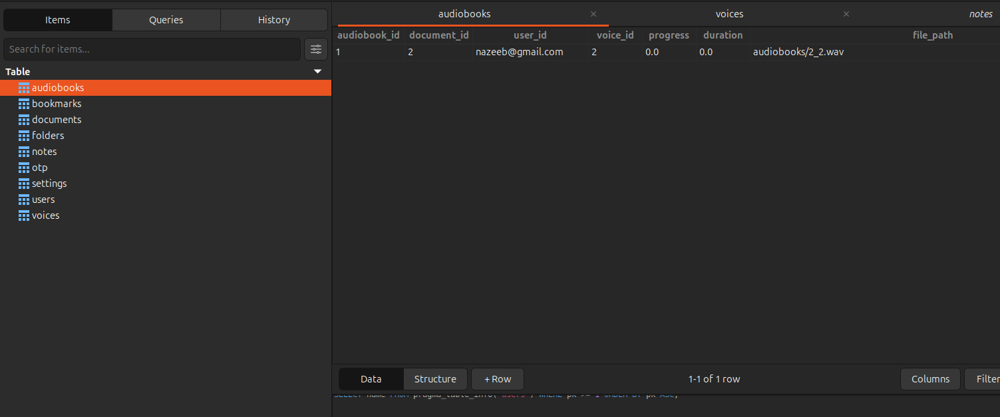 Items Queries History
Search for items...
Table
audiobooks
bookmarks
documents
folders
notes
otp
settings
users
voices
audiobooks × voices × notes
audiobook_id document_id user_id voice_id progress duration file_path
1 2 nazeeb@gmail.com 2 0.0 0.0 audiobooks/2_2.wav
Data Structure + Row 1-1 of 1 row Columns Filter
SELECT name FROM pragma_table_info('users') WHERE pk >= 1 ORDER BY pk ASC;